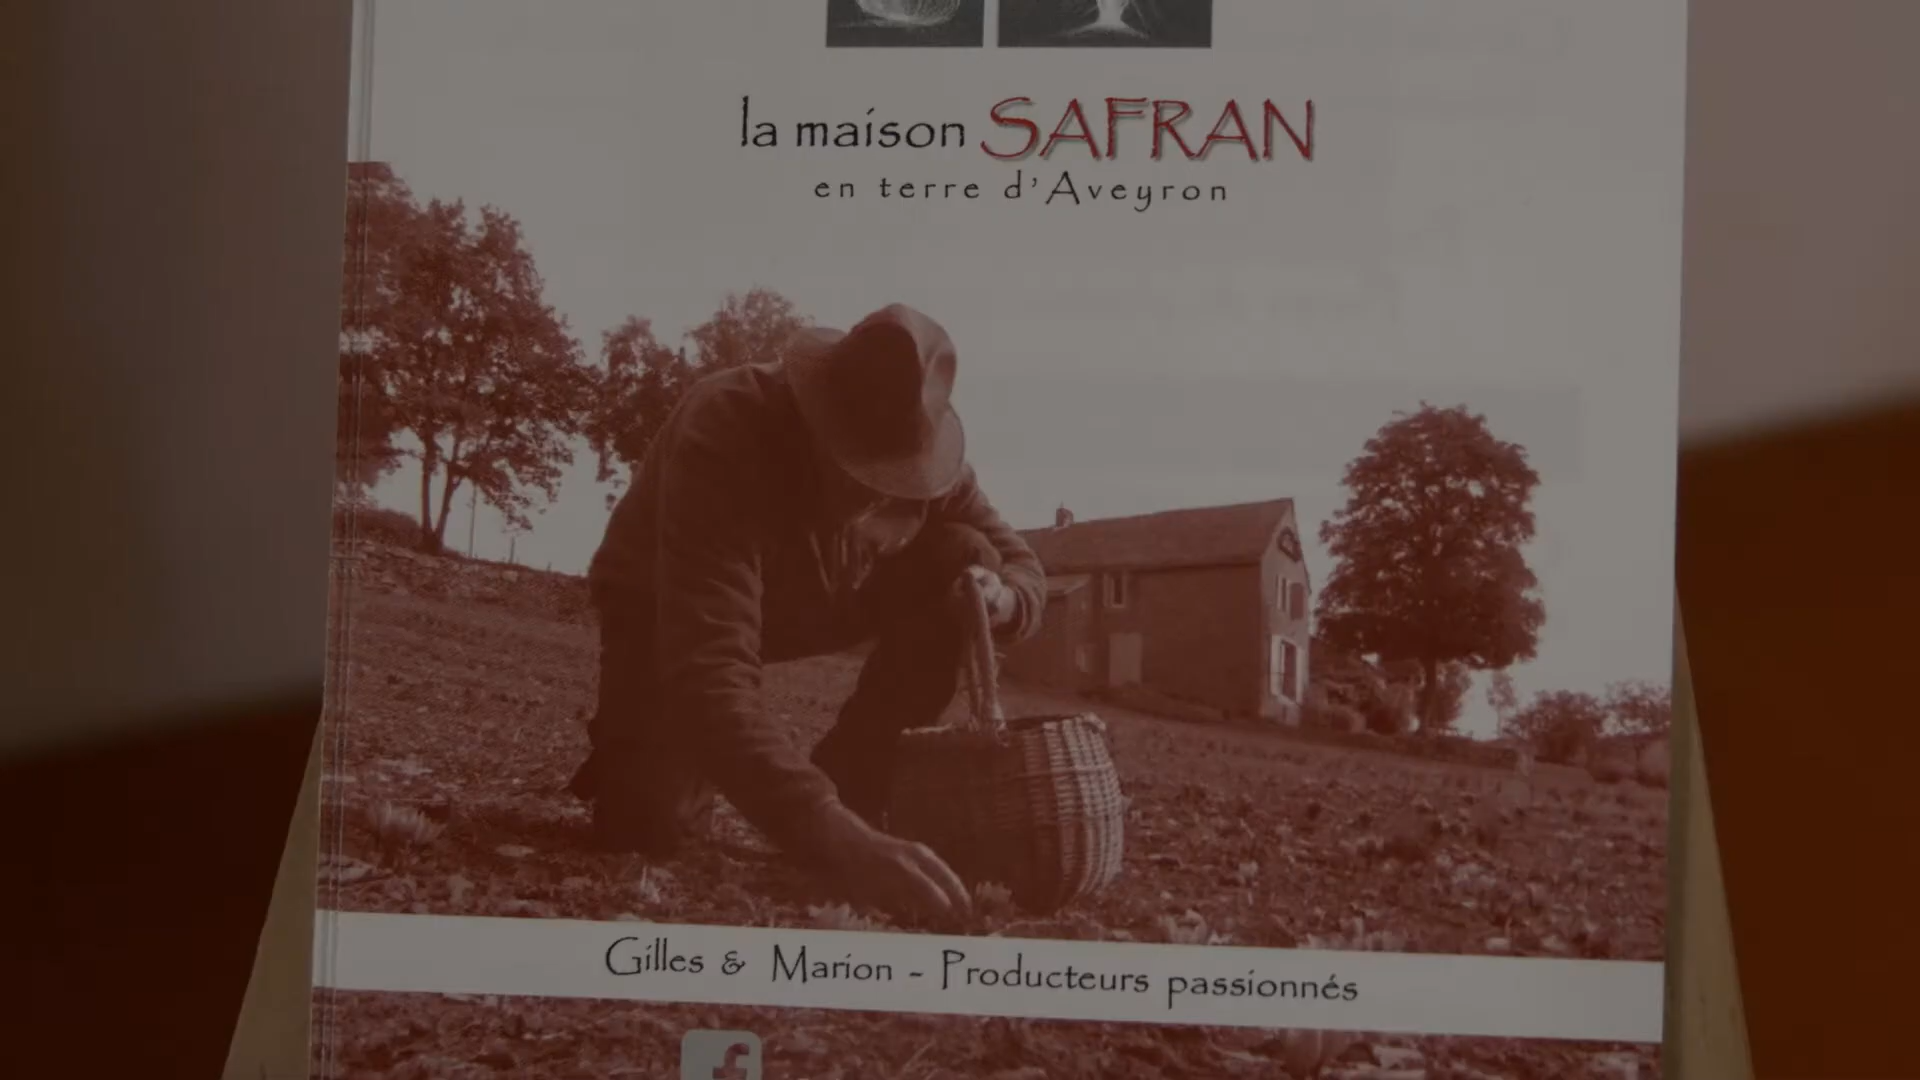 la maison SAFRAN
en terre d'Aveyron
Gilles & Marion - Producteurs passionnés
f